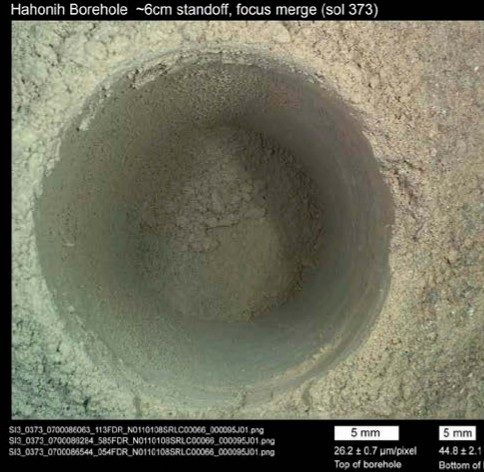 Hahonih Borehole ~6cm standoff, focus merge (sol 373)
SI3_0373_0700086063_113FDR_N0110108SRLC00066_000095J01.png
SI3_0373_0700086284_585FDR_N0110108SRLC00066_000095J01.png
SI3_0373_0700086544_054FDR_N0110108SRLC00066_000095J01.png
5 mm
5 mm
26.2 ± 0.7 µm/pixel
44.8 ± 2.1
Top of borehole
Bottom of